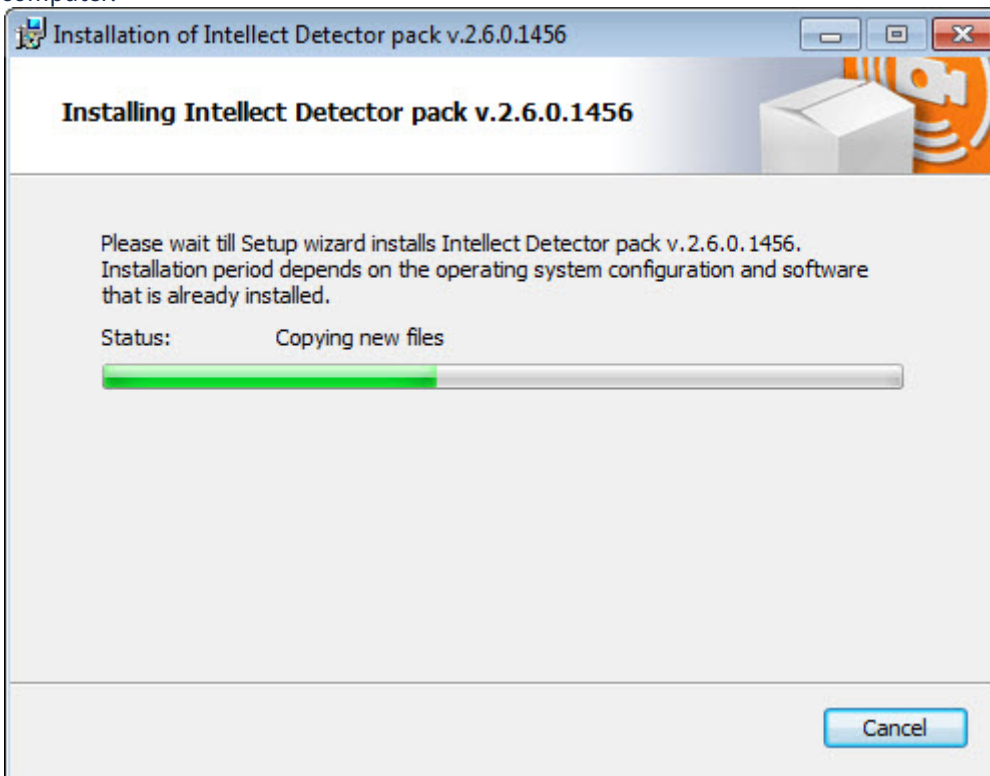 computer.
Installation of Intellect Detector pack v.2.6.0.1456
Installing Intellect Detector pack v.2.6.0.1456
Please wait till Setup wizard installs Intellect Detector pack v.2.6.0.1456.
Installation period depends on the operating system configuration and software
that is already installed.
Status: Copying new files
Cancel